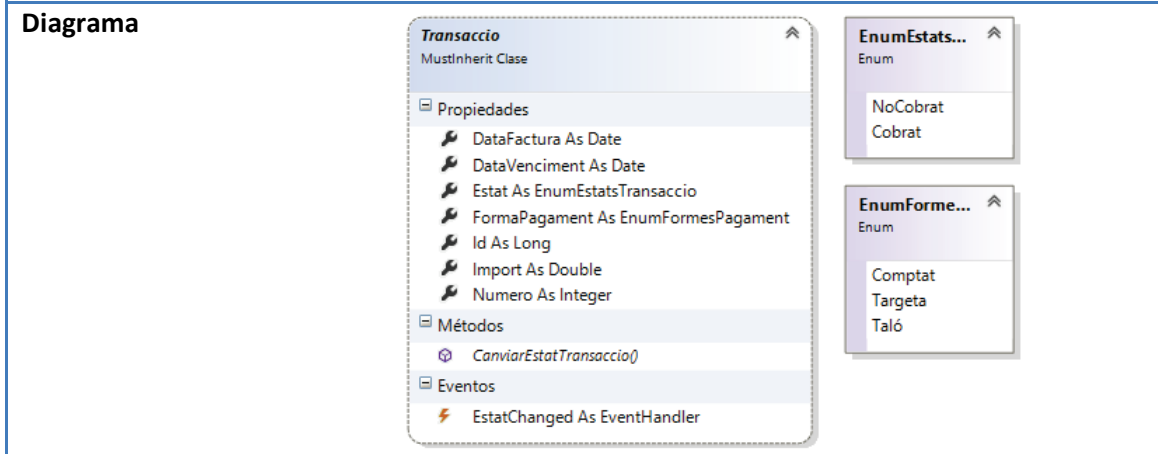 Diagrama
Transaccio
MustInherit Clase
Propiedades
DataFactura As Date
DataVenciment As Date
Estat As EnumEstatsTransaccio
FormaPagament As EnumFormesPagament
Id As Long
Import As Double
Numero As Integer
Métodos
CanviarEstatTransaccio()
Eventos
EstatChanged As EventHandler
EnumEstats...
Enum
NoCobrat
Cobrat
EnumForme...
Enum
Comptat
Targeta
Taló